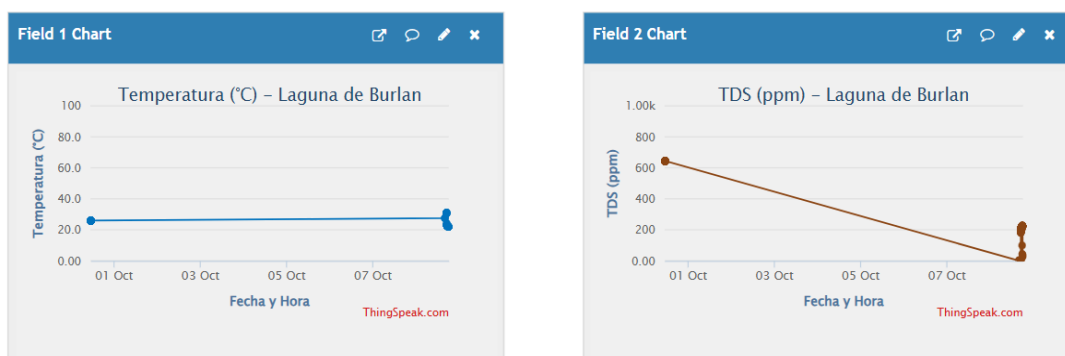 Field 1 Chart
Temperatura (°C) – Laguna de Burlan
Temperatura (°C)
100
80.0
60.0
40.0
20.0
0.00
01 Oct 03 Oct 05 Oct 07 Oct
Fecha y Hora
ThingSpeak.com
Field 2 Chart
TDS (ppm) – Laguna de Burlan
TDS (ppm)
1.00k
800
600
400
200
0.00
01 Oct 03 Oct 05 Oct 07 Oct
Fecha y Hora
ThingSpeak.com